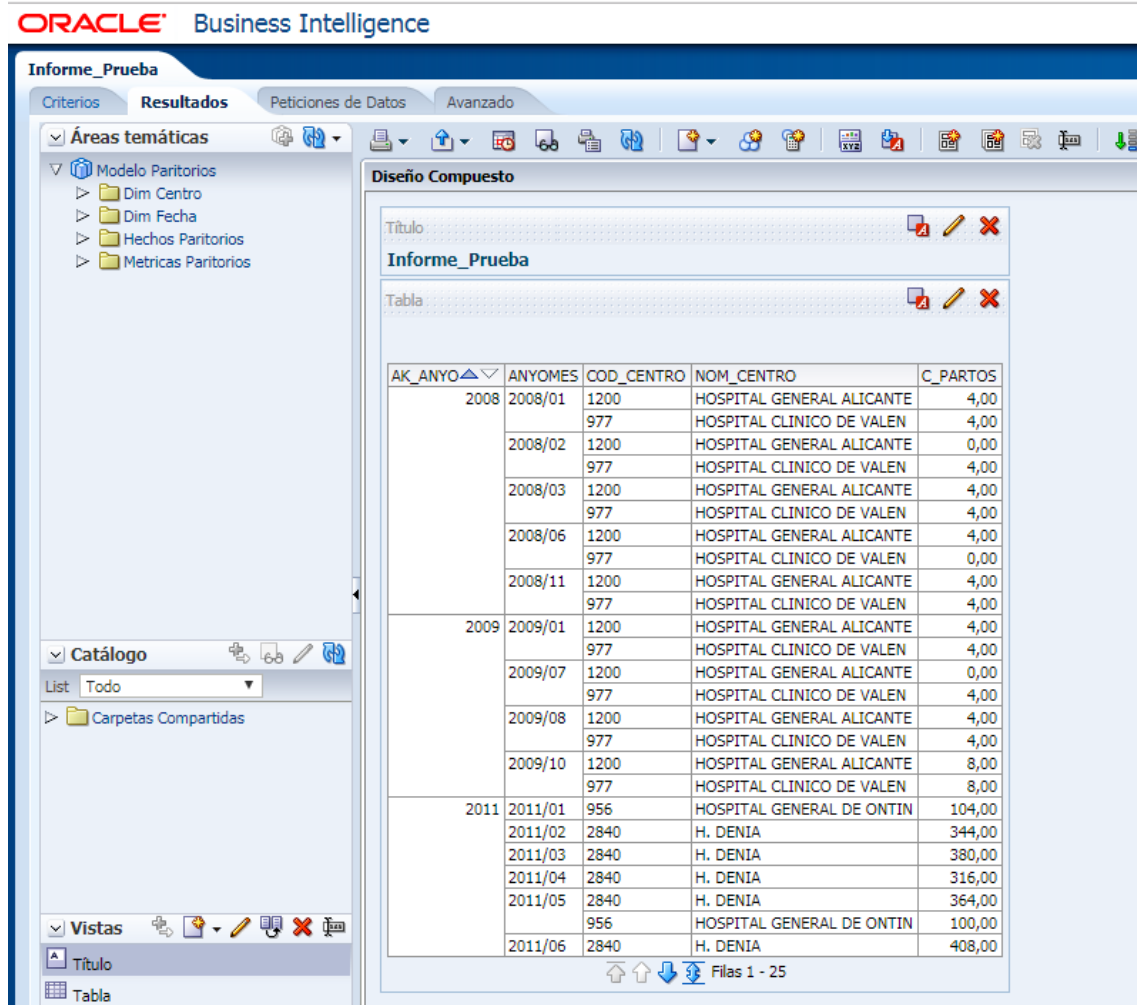 ORACLE Business Intelligence
Informe_Prueba
Criterios Resultados Peticiones de Datos Avanzado
Áreas temáticas
Modelo Paritorios
Dim Centro
Dim Fecha
Hechos Paritorios
Metricas Paritorios
Catálogo
List Todo
Carpetas Compartidas
Vistas
Título
Tabla
Diseño Compuesto
Título
Informe_Prueba
Tabla
AK_ANYO ANYOMES COD_CENTRO NOM_CENTRO C_PARTOS
2008 2008/01 1200 HOSPITAL GENERAL ALICANTE 4,00
977 HOSPITAL CLINICO DE VALEN 4,00
2008/02 1200 HOSPITAL GENERAL ALICANTE 0,00
977 HOSPITAL CLINICO DE VALEN 4,00
2008/03 1200 HOSPITAL GENERAL ALICANTE 4,00
977 HOSPITAL CLINICO DE VALEN 4,00
2008/06 1200 HOSPITAL GENERAL ALICANTE 4,00
977 HOSPITAL CLINICO DE VALEN 0,00
2008/11 1200 HOSPITAL GENERAL ALICANTE 4,00
977 HOSPITAL CLINICO DE VALEN 4,00
2009 2009/01 1200 HOSPITAL GENERAL ALICANTE 4,00
977 HOSPITAL CLINICO DE VALEN 4,00
2009/07 1200 HOSPITAL GENERAL ALICANTE 0,00
977 HOSPITAL CLINICO DE VALEN 4,00
2009/08 1200 HOSPITAL GENERAL ALICANTE 4,00
977 HOSPITAL CLINICO DE VALEN 4,00
2009/10 1200 HOSPITAL GENERAL ALICANTE 8,00
977 HOSPITAL CLINICO DE VALEN 8,00
2011 2011/01 956 HOSPITAL GENERAL DE ONTIN 104,00
2011/02 2840 H. DENIA 344,00
2011/03 2840 H. DENIA 380,00
2011/04 2840 H. DENIA 316,00
2011/05 2840 H. DENIA 364,00
956 HOSPITAL GENERAL DE ONTIN 100,00
2011/06 2840 H. DENIA 408,00
Filas 1 - 25